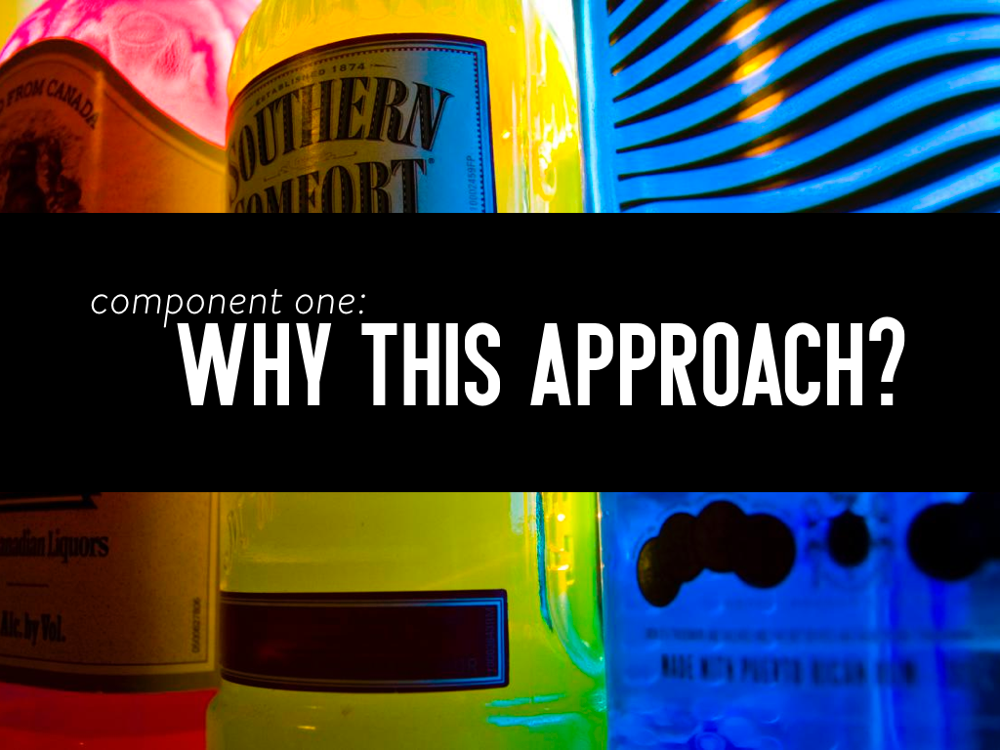 FROM CANADA
ESTABLISHED 1874
SOUTHERN
COMFORT
component one:
WHY THIS APPROACH?
Canadian Liquors
Alc. by Vol.
MADE WITH PUERTO RICAN RUM